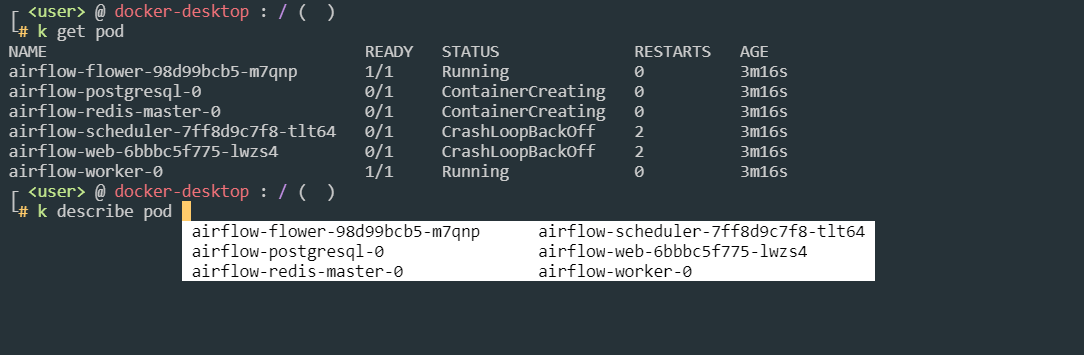 ┌ <user> @ docker-desktop : / (  )
└# k get pod
NAME READY STATUS RESTARTS AGE
airflow-flower-98d99bcb5-m7qnp 1/1 Running 0 3m16s
airflow-postgresql-0 0/1 ContainerCreating 0 3m16s
airflow-redis-master-0 0/1 ContainerCreating 0 3m16s
airflow-scheduler-7ff8d9c7f8-tlt64 0/1 CrashLoopBackOff 2 3m16s
airflow-web-6bbbc5f775-lwzs4 0/1 CrashLoopBackOff 2 3m16s
airflow-worker-0 1/1 Running 0 3m16s
┌ <user> @ docker-desktop : / (  )
└# k describe pod
airflow-flower-98d99bcb5-m7qnp airflow-scheduler-7ff8d9c7f8-tlt64
airflow-postgresql-0 airflow-web-6bbbc5f775-lwzs4
airflow-redis-master-0 airflow-worker-0